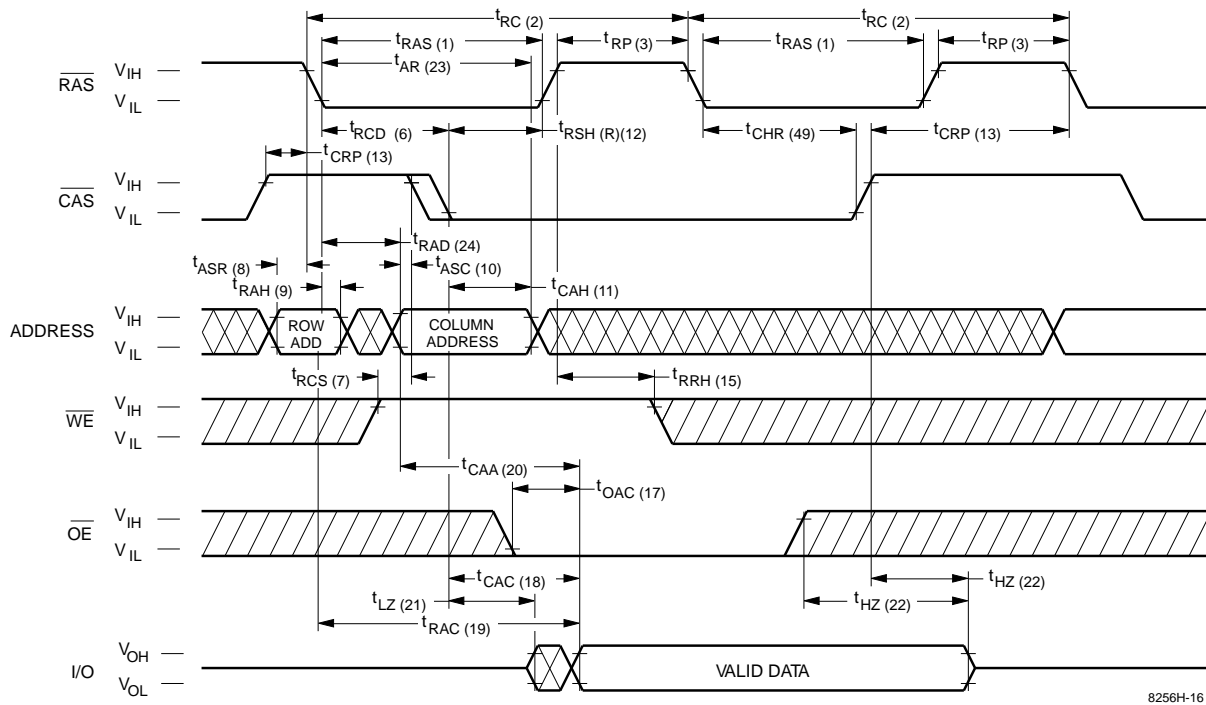 tRC (2) tRC (2)
tRAS (1) tRP (3) tRAS (1) tRP (3)
tAR (23)
RAS VIH
VIL
tRCD (6) tRSH (R)(12) tCHR (49) tCRP (13)
tCRP (13)
CAS VIH
VIL
tRAD (24)
tASR (8) tASC (10)
tRAH (9) tCAH (11)
ADDRESS VIH
VIL
ROW
ADD
COLUMN
ADDRESS
tRCS (7) tRRH (15)
WE VIH
VIL
tCAA (20)
tOAC (17)
OE VIH
VIL
tCAC (18) tHZ (22)
tLZ (21) tHZ (22)
tRAC (19)
I/O VOH
VOL
VALID DATA
8256H-16